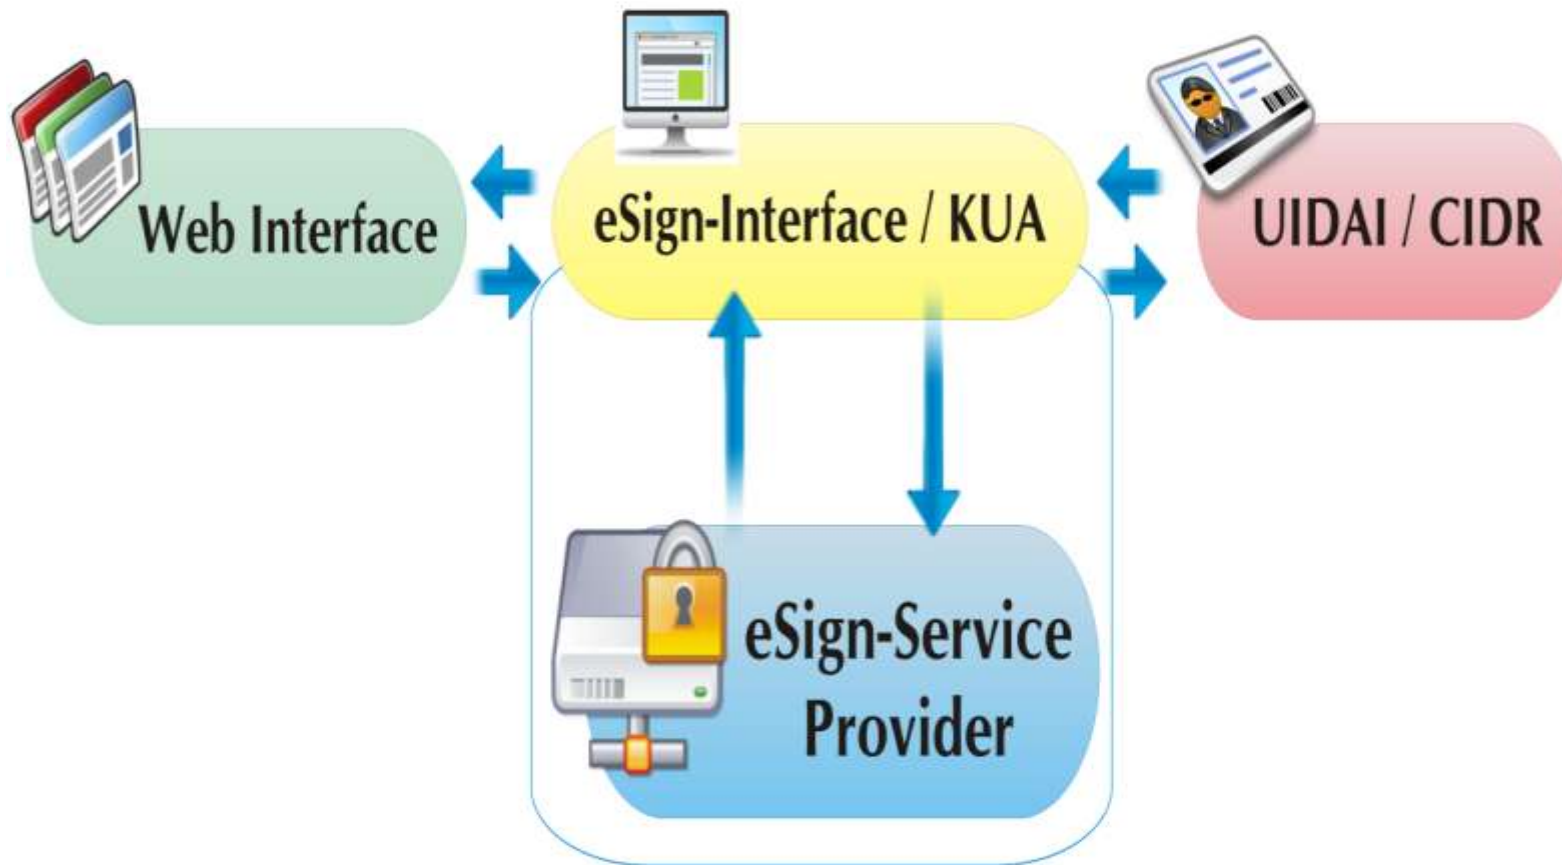 Web Interface
eSign-Interface / KUA
UIDAI / CIDR
eSign-Service
Provider